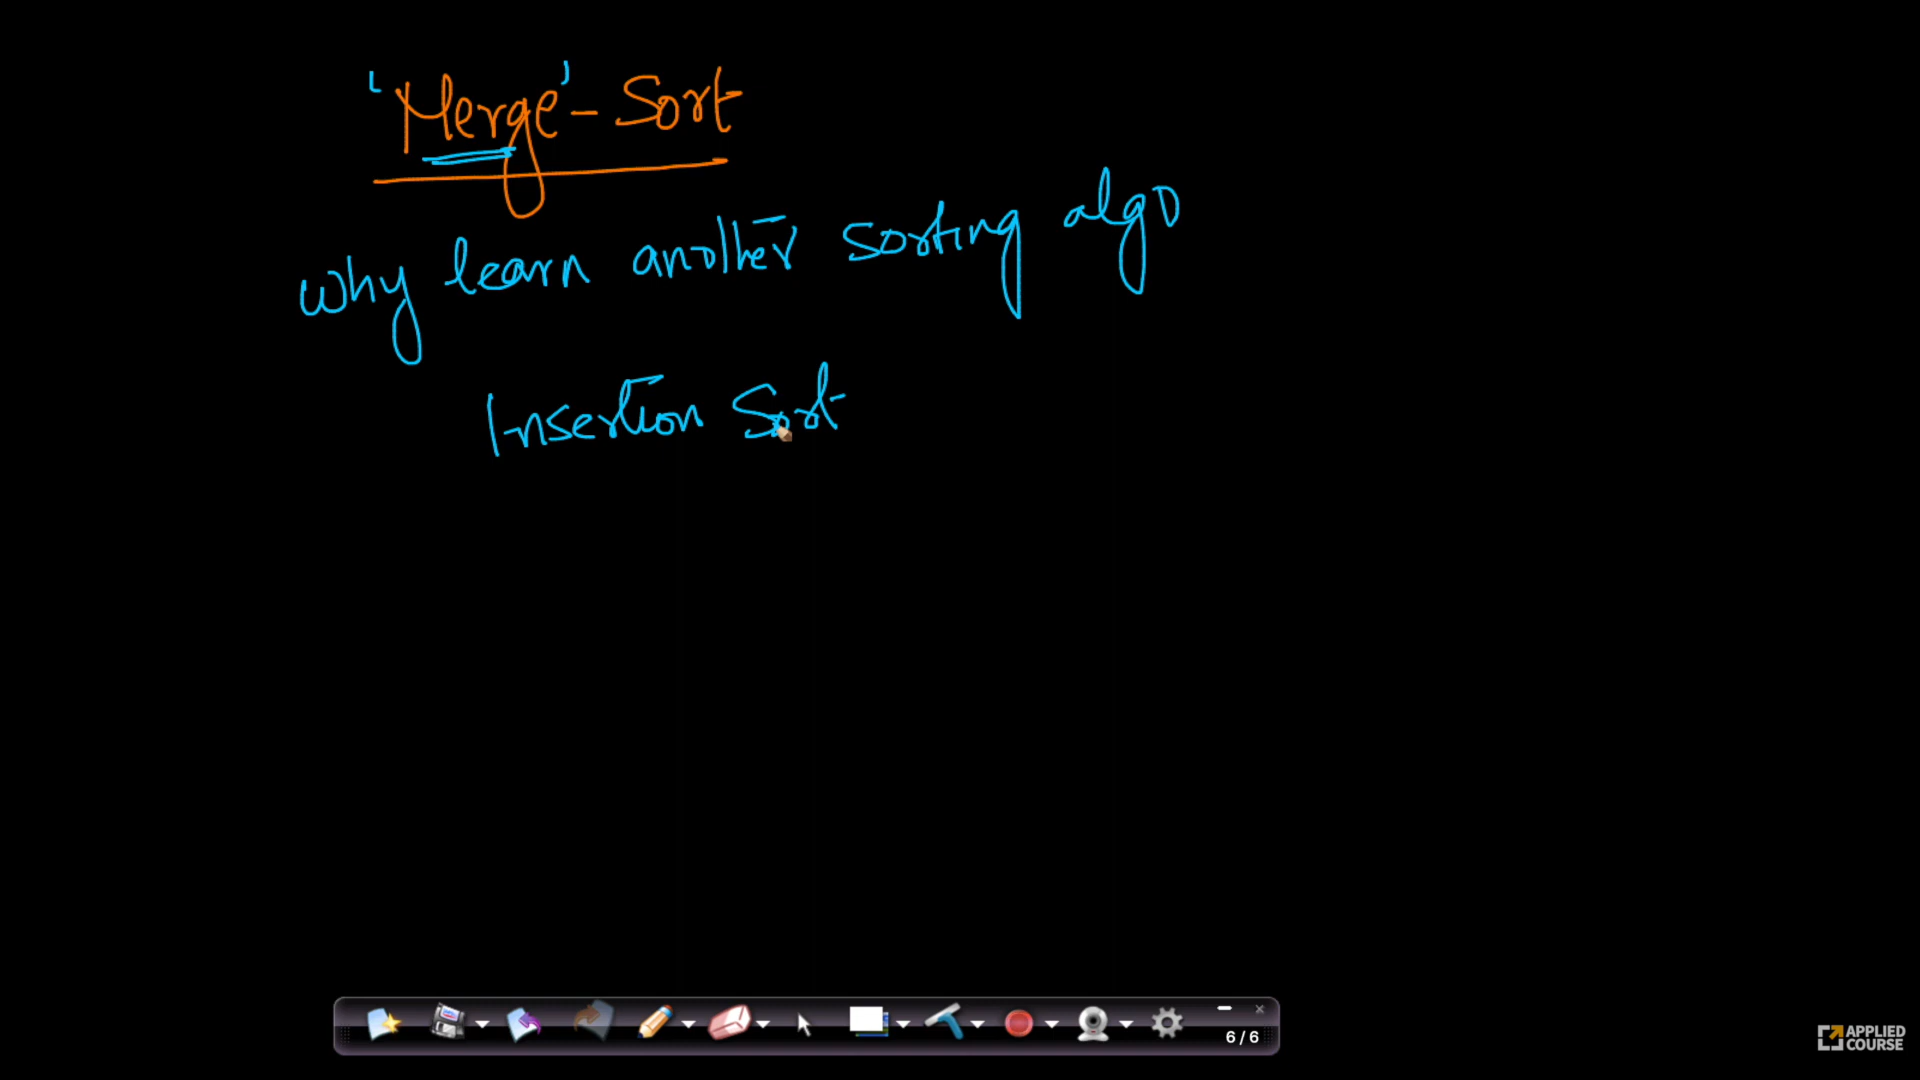 'Merge' - Sort
Why learn another sorting algo
Insertion Sort
6/6
APPLIED
COURSE